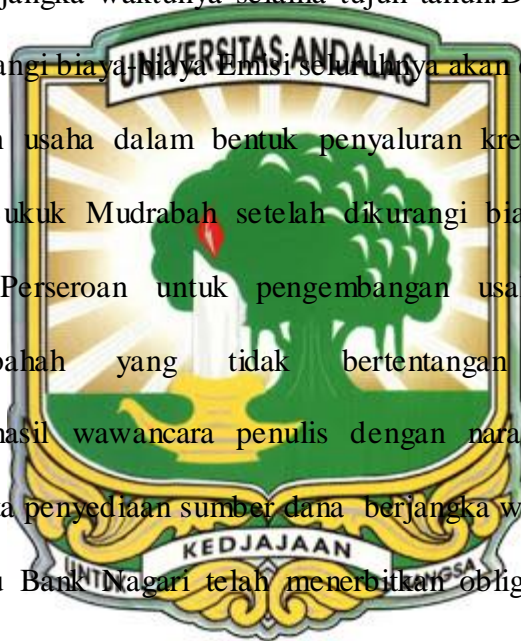 jangka waktunya selama tujuh tahun. D
UNIVERSITAS ANDALAS
angi biaya-biaya Emisi seluruhnya akan
usaha dalam bentuk penyaluran kre
ukuk Mudrabah setelah dikurangi bia
Perseroan untuk pengembangan usa
bahah yang tidak bertentangan
hasil wawancara penulis dengan nara
a penyediaan sumber dana berjangka w
KEDJAJAAN
UNTUK BANGSA
u Bank Nagari telah menerbitkan oblig